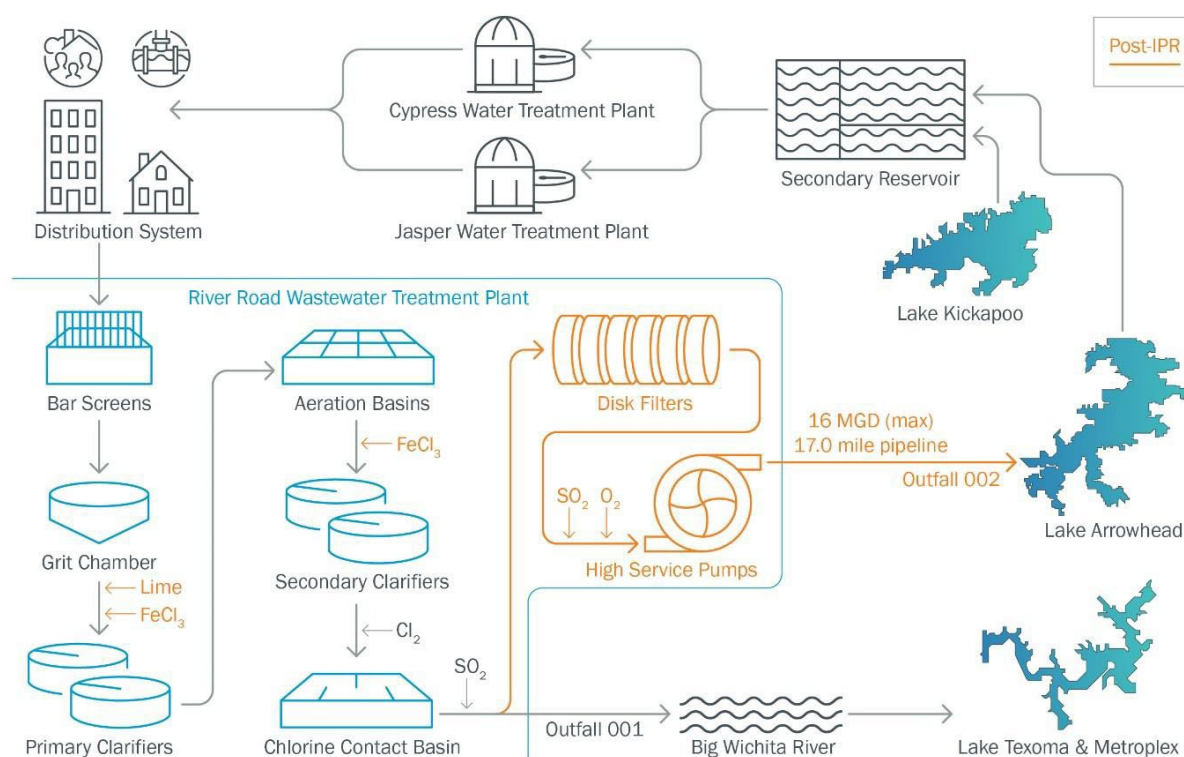 Post-IPR
Cypress Water Treatment Plant
Secondary Reservoir
Distribution System
Jasper Water Treatment Plant
Lake Kickapoo
River Road Wastewater Treatment Plant
Bar Screens
Aeration Basins
Disk Filters
FeCl₃
16 MGD (max)
17.0 mile pipeline
Outfall 002
SO₂
O₂
Lake Arrowhead
Grit Chamber
Secondary Clarifiers
High Service Pumps
Lime
FeCl₃
Cl₂
SO₂
Primary Clarifiers
Chlorine Contact Basin
Outfall 001
Big Wichita River
Lake Texoma & Metroplex